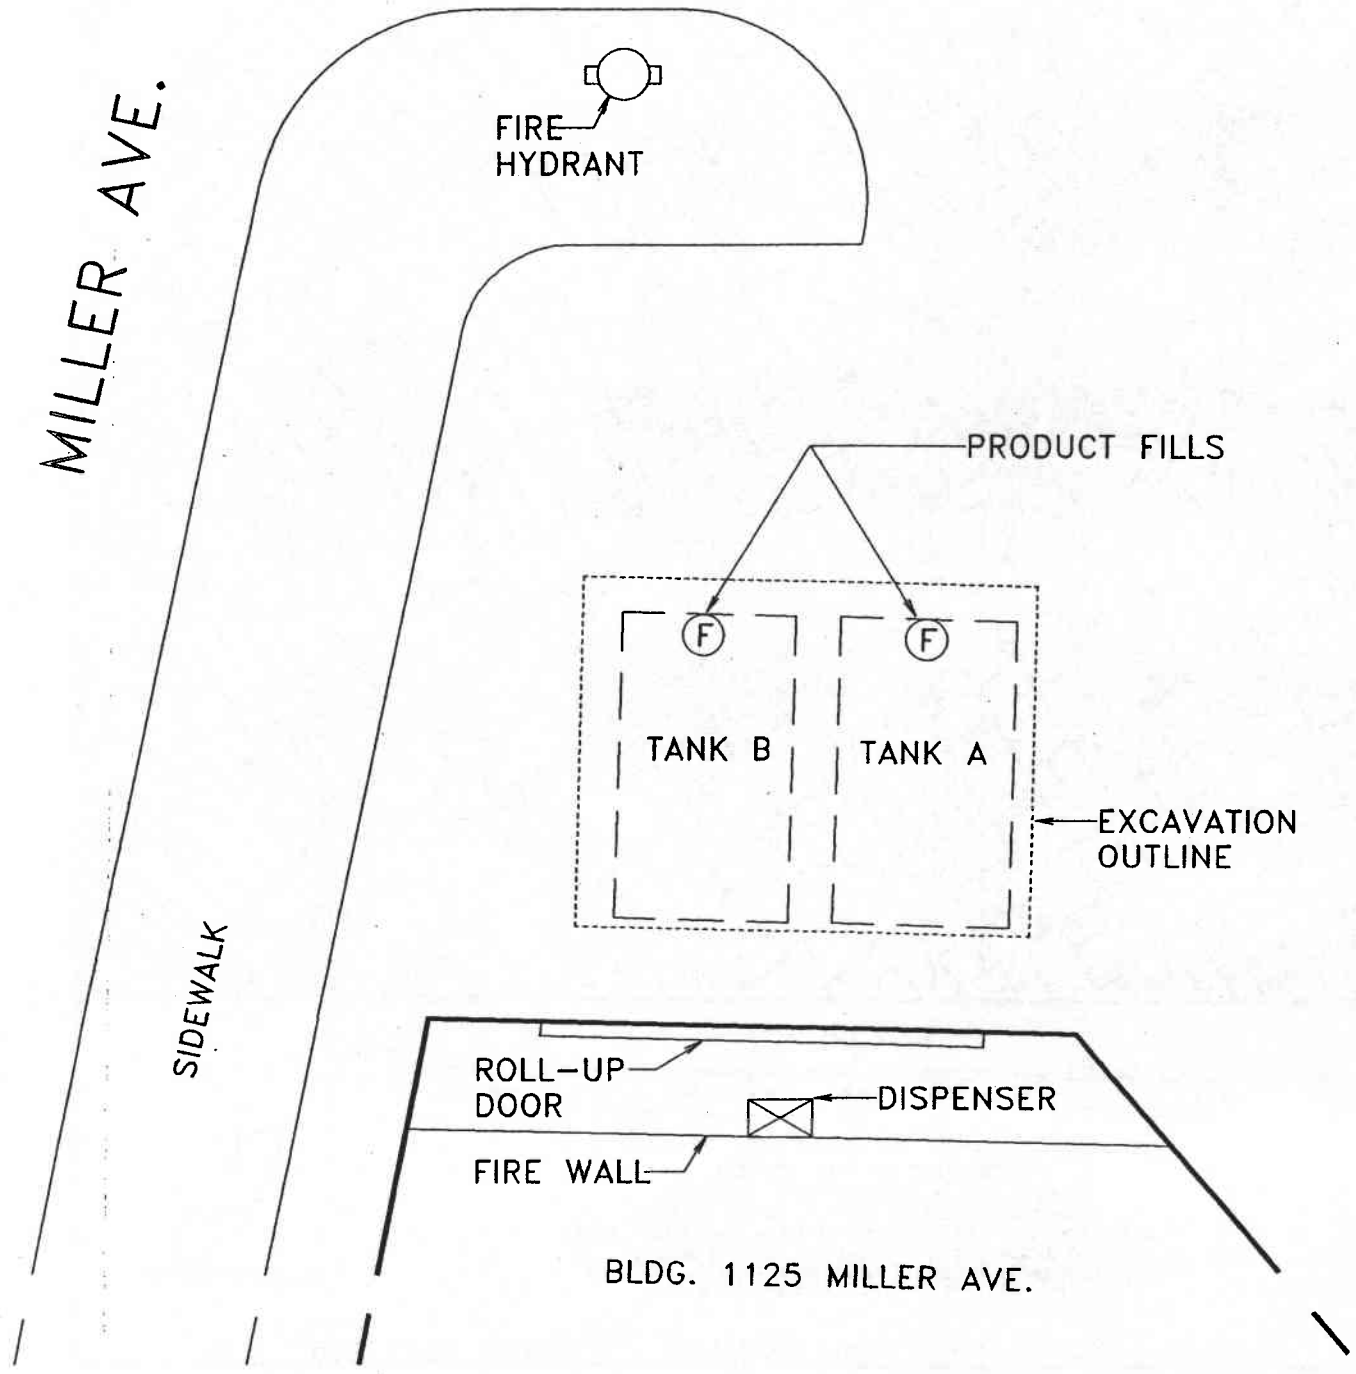 MILLER AVE.
FIRE
HYDRANT
PRODUCT FILLS
F
F
TANK B
TANK A
EXCAVATION
OUTLINE
SIDEWALK
ROLL-UP
DOOR
DISPENSER
FIRE WALL
BLDG. 1125 MILLER AVE.